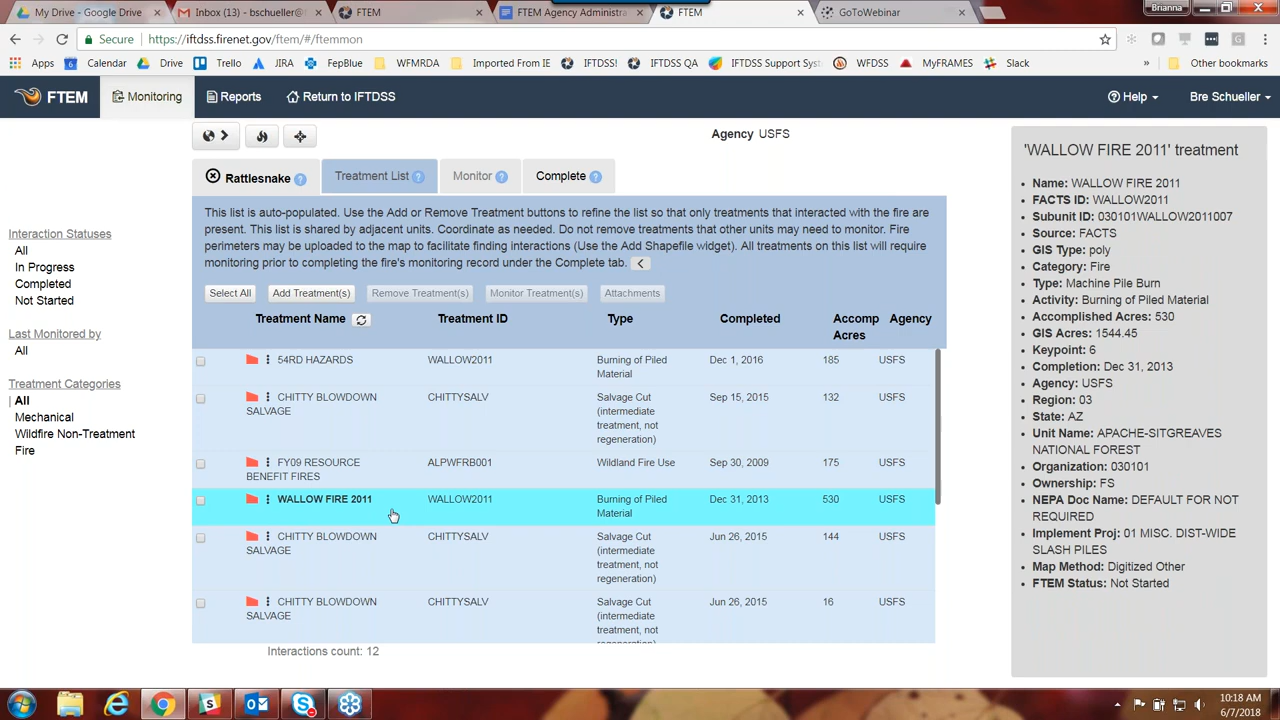 My Drive - Google Drive
Inbox (13) - bschueller@f
FTEM
FTEM Agency Administra
FTEM
GoToWebinar
Brianna
Secure
https://iftdss.firenet.gov/ftem/#/ftemmon
Apps
Calendar
Drive
Trello
JIRA
FepBlue
WFMRDA
Imported From IE
IFTDSS!
IFTDSS QA
IFTDSS Support Sys
WFDSS
MyFRAMES
Slack
»
Other bookmarks
FTEM
Monitoring
Reports
Return to IFTDSS
Help
Bre Schueller
Agency USFS
Rattlesnake
Treatment List
Monitor
Complete
This list is auto-populated. Use the Add or Remove Treatment buttons to refine the list so that only treatments that interacted with the fire are
present. This list is shared by adjacent units. Coordinate as needed. Do not remove treatments that other units may need to monitor. Fire
perimeters may be uploaded to the map to facilitate finding interactions (Use the Add Shapefile widget). All treatments on this list will require
monitoring prior to completing the fire's monitoring record under the Complete tab.
Select All
Add Treatment(s)
Remove Treatment(s)
Monitor Treatment(s)
Attachments
Treatment Name
Treatment ID
Type
Completed
Accomp
Acres
Agency
54RD HAZARDS
WALLOW2011
Burning of Piled
Material
Dec 1, 2016
185
USFS
CHITTY BLOWDOWN
SALVAGE
CHITTYSALV
Salvage Cut
(intermediate
treatment, not
regeneration)
Sep 15, 2015
132
USFS
FY09 RESOURCE
BENEFIT FIRES
ALPWFRB001
Wildland Fire Use
Sep 30, 2009
175
USFS
WALLOW FIRE 2011
WALLOW2011
Burning of Piled
Material
Dec 31, 2013
530
USFS
CHITTY BLOWDOWN
SALVAGE
CHITTYSALV
Salvage Cut
(intermediate
treatment, not
regeneration)
Jun 26, 2015
144
USFS
CHITTY BLOWDOWN
SALVAGE
CHITTYSALV
Salvage Cut
(intermediate
treatment, not
regeneration)
Jun 26, 2015
16
USFS
Interactions count: 12
Interaction Statuses
All
In Progress
Completed
Not Started
Last Monitored by
All
Treatment Categories
All
Mechanical
Wildfire Non-Treatment
Fire
'WALLOW FIRE 2011' treatment
• Name: WALLOW FIRE 2011
• FACTS ID: WALLOW2011
• Subunit ID: 030101WALLOW2011007
• Source: FACTS
• GIS Type: poly
• Category: Fire
• Type: Machine Pile Burn
• Activity: Burning of Piled Material
• Accomplished Acres: 530
• GIS Acres: 1544.45
• Keypoint: 6
• Completion: Dec 31, 2013
• Agency: USFS
• Region: 03
• State: AZ
• Unit Name: APACHE-SITGREAVES
NATIONAL FOREST
• Organization: 030101
• Ownership: FS
• NEPA Doc Name: DEFAULT FOR NOT
REQUIRED
• Implement Proj: 01 MISC. DIST-WIDE
SLASH PILES
• Map Method: Digitized Other
• FTEM Status: Not Started
10:18 AM
6/7/2018